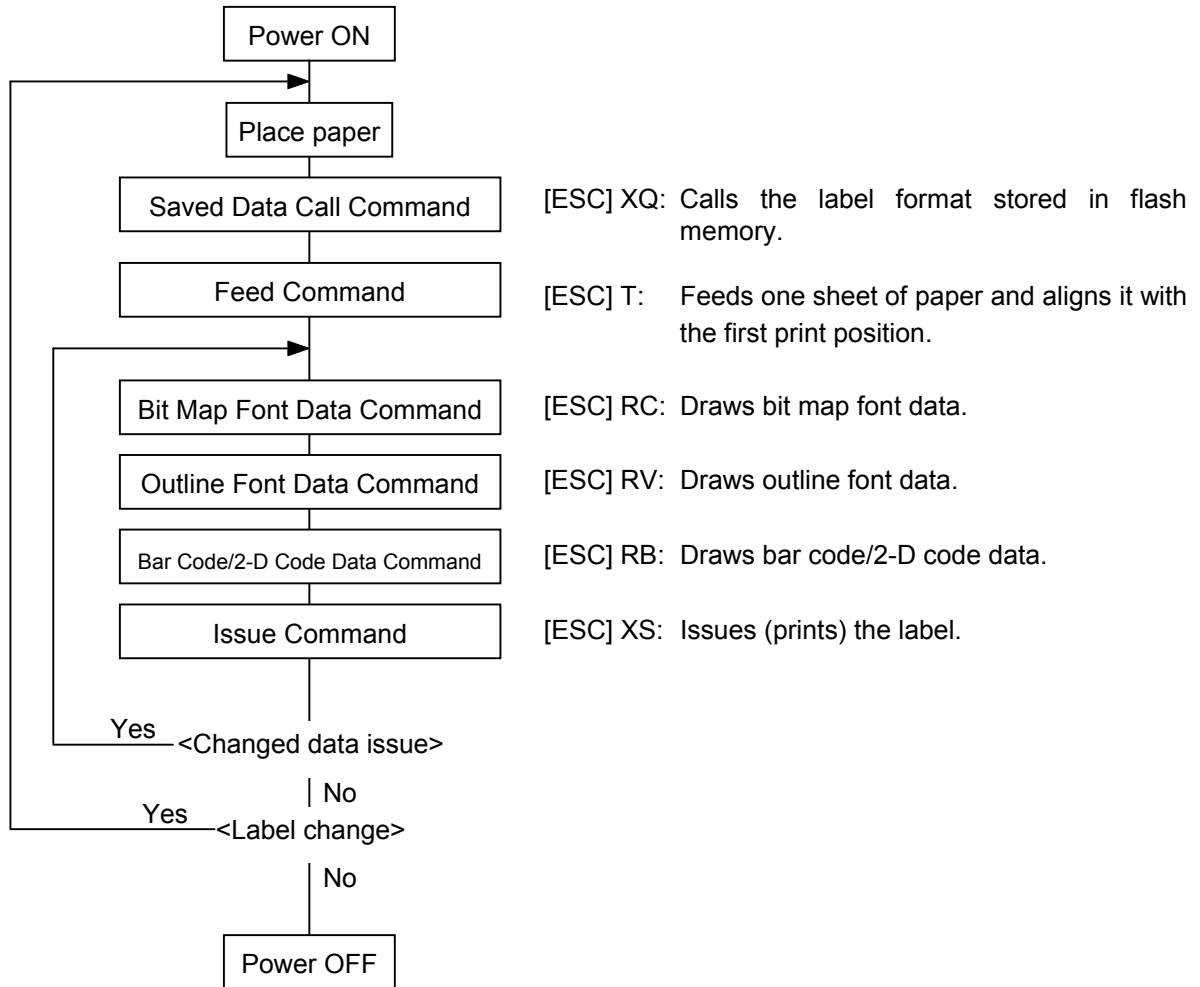 Power ON
Place paper
Saved Data Call Command
[ESC] XQ: Calls the label format stored in flash
memory.
Feed Command
[ESC] T: Feeds one sheet of paper and aligns it with
the first print position.
Bit Map Font Data Command
[ESC] RC: Draws bit map font data.
Outline Font Data Command
[ESC] RV: Draws outline font data.
Bar Code/2-D Code Data Command
[ESC] RB: Draws bar code/2-D code data.
Issue Command
[ESC] XS: Issues (prints) the label.
Yes
<Changed data issue>
No
Yes
<Label change>
No
Power OFF